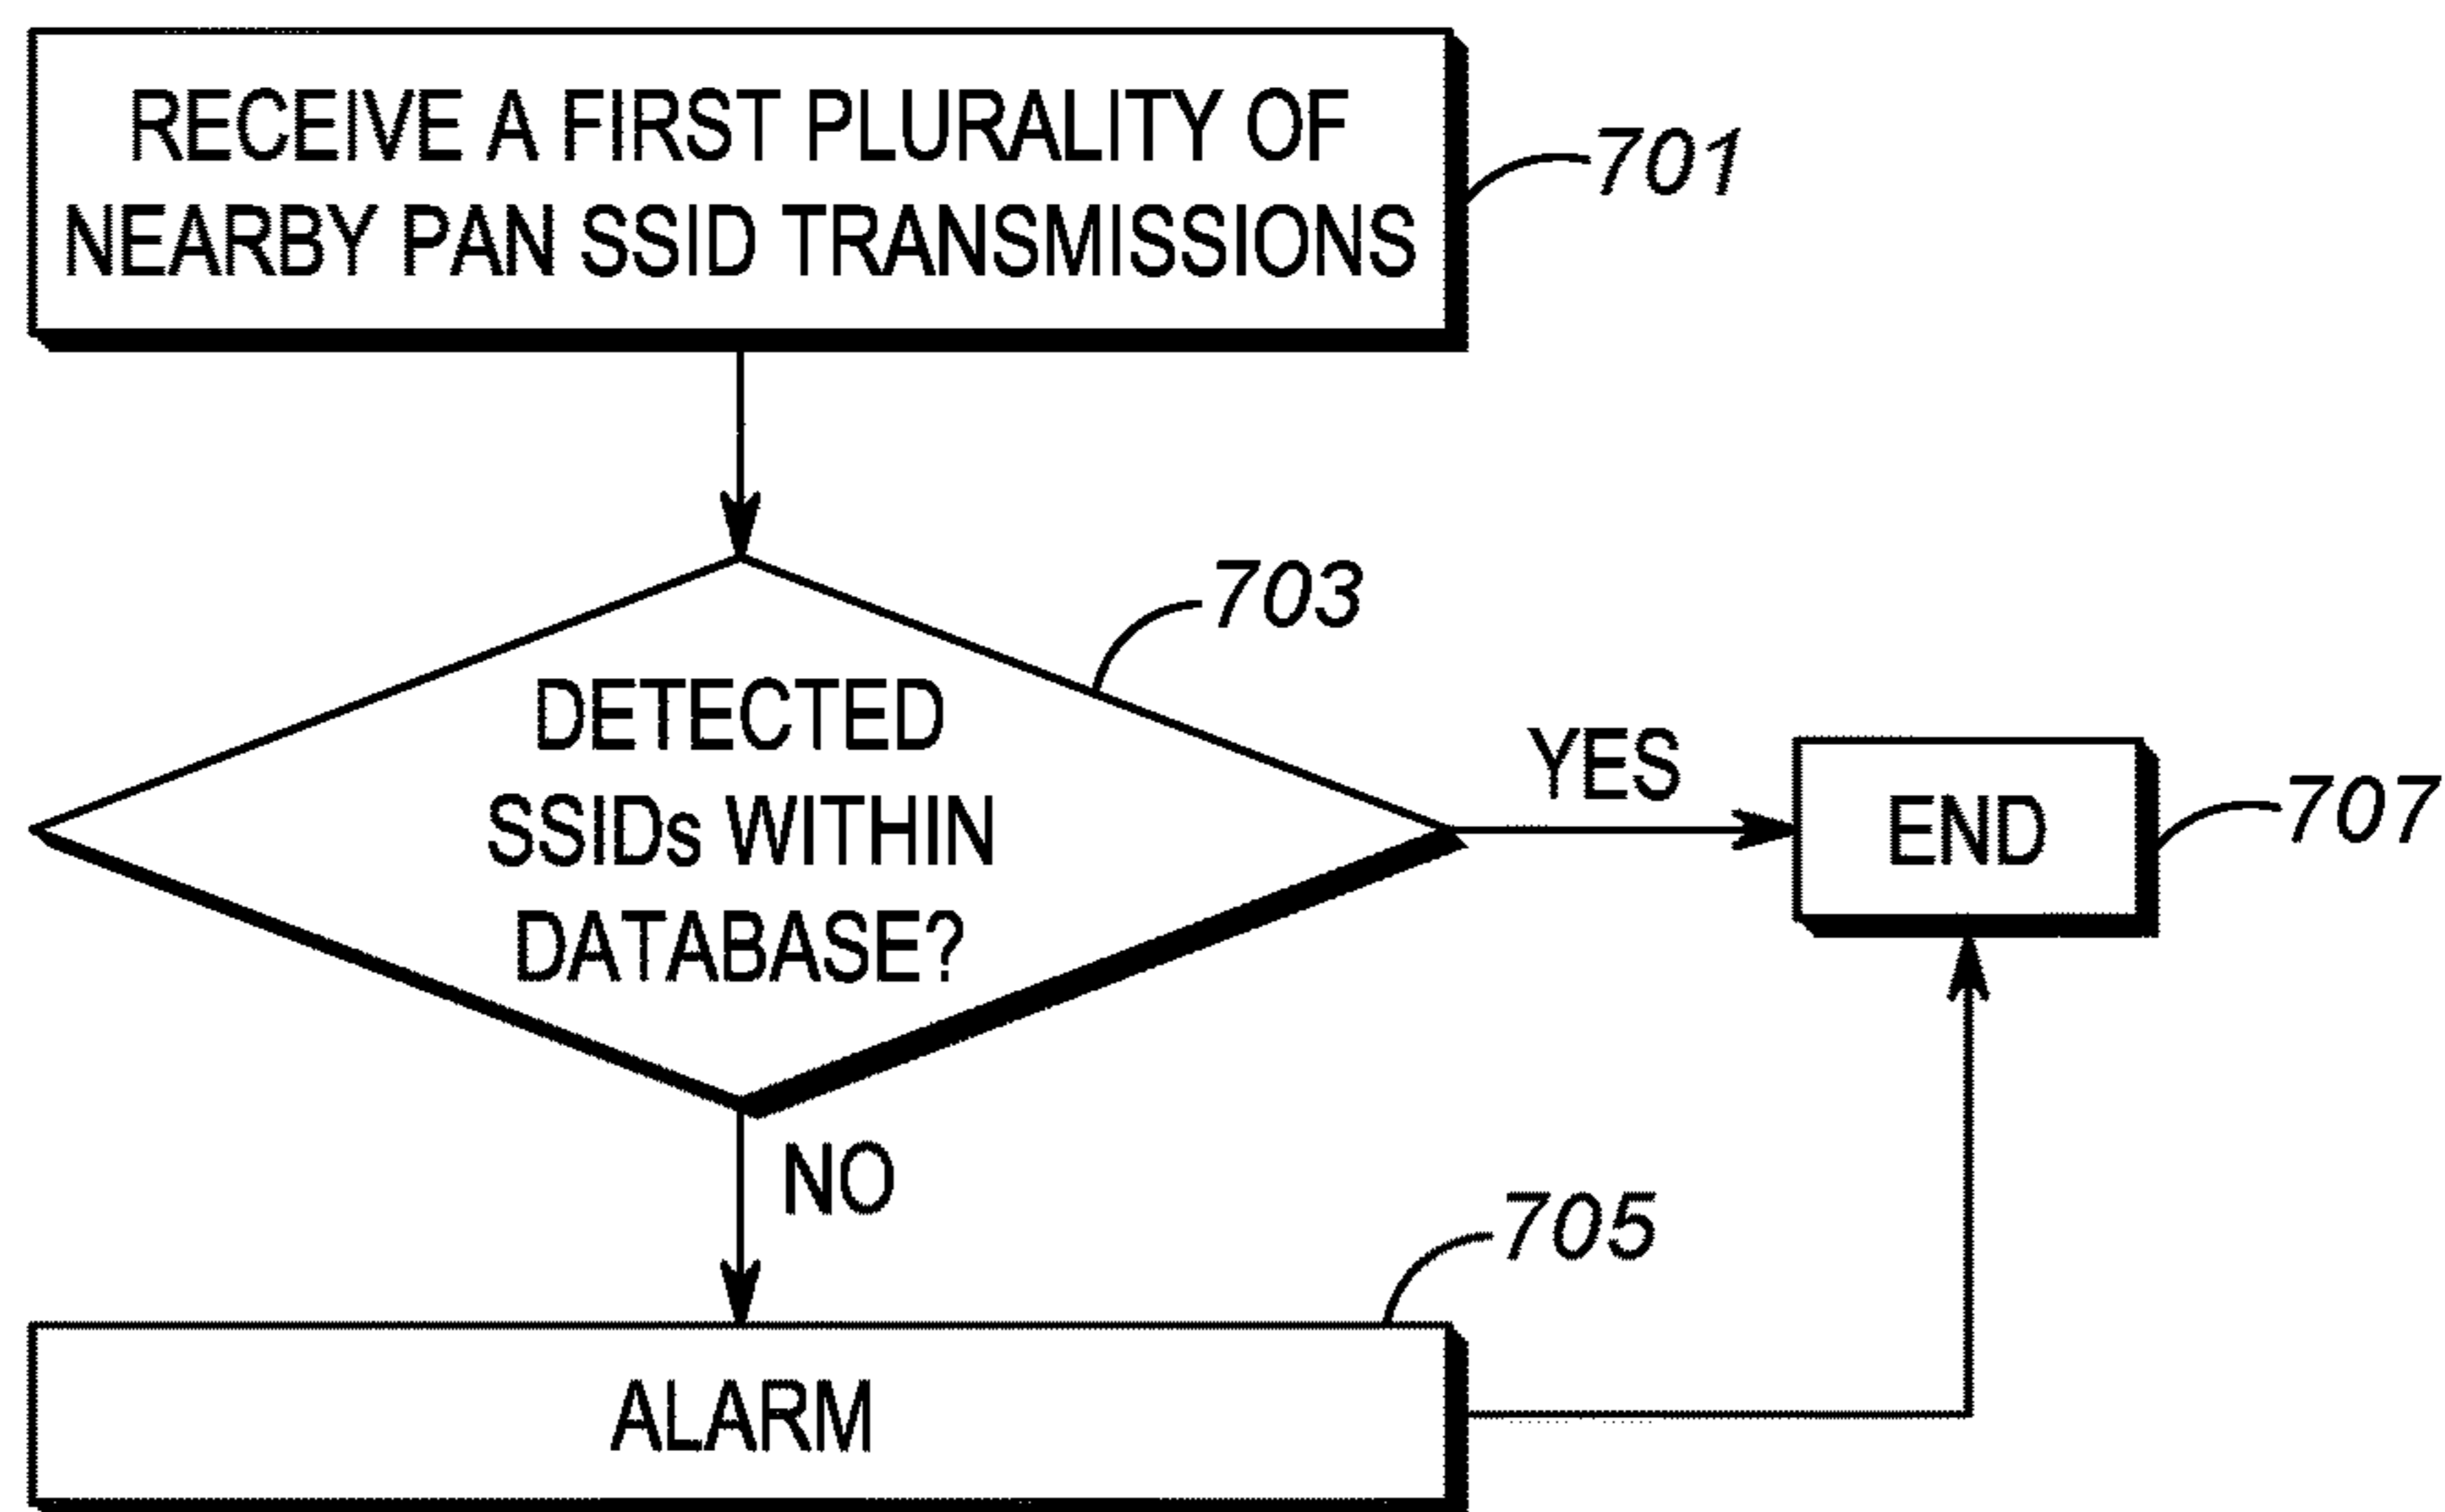 RECEIVE A FIRST PLURALITY OF
NEARBY PAN SSID TRANSMISSIONS
701
703
DETECTED
SSIDs WITHIN
DATABASE?
YES
END
707
NO
705
ALARM